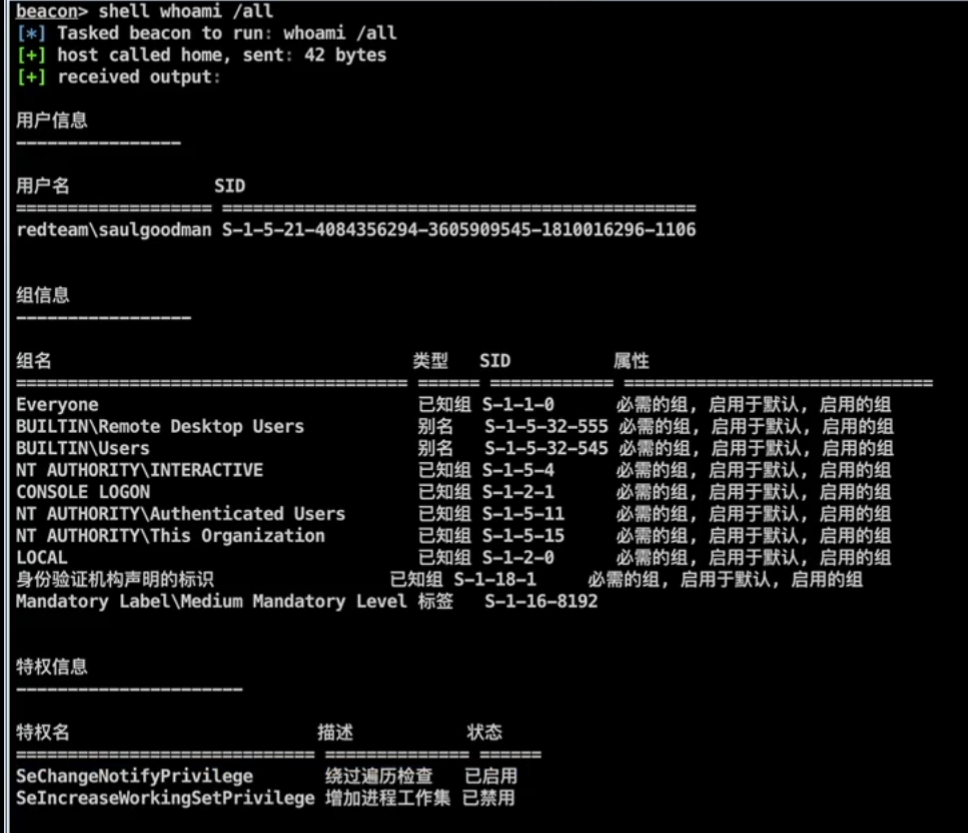 beacon> shell whoami /all
[*] Tasked beacon to run: whoami /all
[+] host called home, sent: 42 bytes
[+] received output:
用户信息
----------------
用户名 SID
=================== ==============================================
redteam\saulgoodman S-1-5-21-4084356294-3605909545-1810016296-1106
组信息
-----------------
组名 类型 SID 属性
====================================== ====== ============ ==============================
Everyone 已知组 S-1-1-0 必需的组, 启用于默认, 启用的组
BUILTIN\Remote Desktop Users 别名 S-1-5-32-555 必需的组, 启用于默认, 启用的组
BUILTIN\Users 别名 S-1-5-32-545 必需的组, 启用于默认, 启用的组
NT AUTHORITY\INTERACTIVE 已知组 S-1-5-4 必需的组, 启用于默认, 启用的组
CONSOLE LOGON 已知组 S-1-2-1 必需的组, 启用于默认, 启用的组
NT AUTHORITY\Authenticated Users 已知组 S-1-5-11 必需的组, 启用于默认, 启用的组
NT AUTHORITY\This Organization 已知组 S-1-5-15 必需的组, 启用于默认, 启用的组
LOCAL 已知组 S-1-2-0 必需的组, 启用于默认, 启用的组
身份验证机构声明的标识 已知组 S-1-18-1 必需的组, 启用于默认, 启用的组
Mandatory Label\Medium Mandatory Level 标签 S-1-16-8192
特权信息
----------------------
特权名 描述 状态
============================= ============== ======
SeChangeNotifyPrivilege 绕过遍历检查 已启用
SeIncreaseWorkingSetPrivilege 增加进程工作集 已禁用